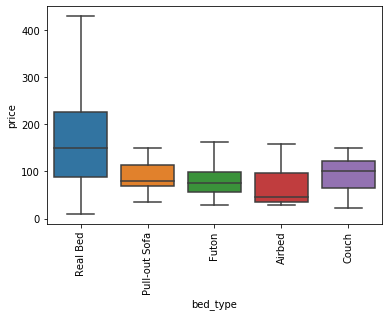 400
300
200
100
0
price
Real Bed
Pull-out Sofa
Futon
Airbed
Couch
bed_type